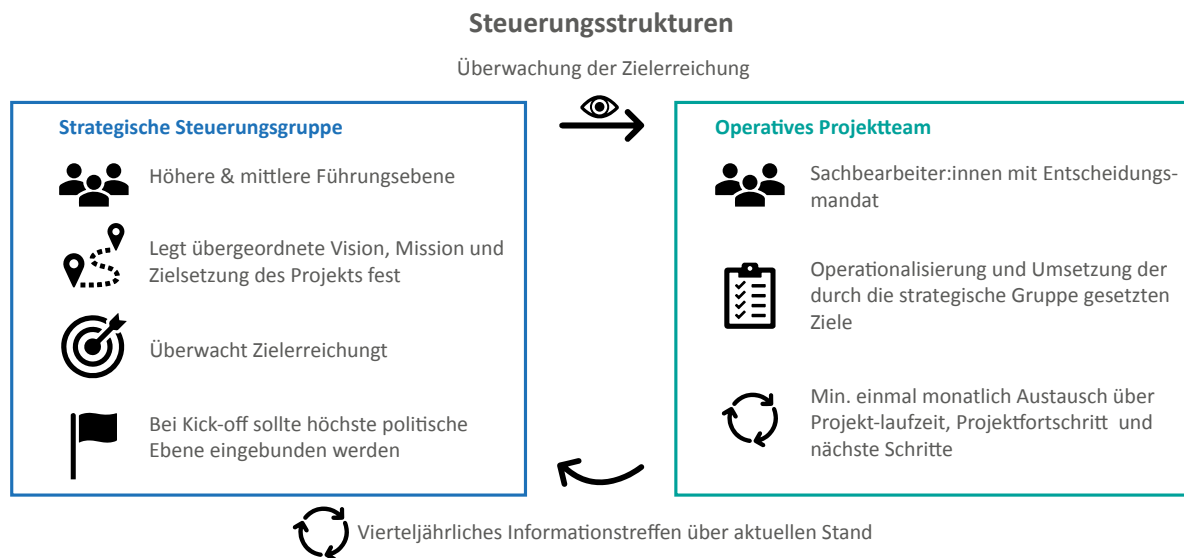 Steuerungsstrukturen
Überwachung der Zielerreichung
Strategische Steuerungsgruppe
Höhere & mittlere Führungsebene
Legt übergeordnete Vision, Mission und
Zielsetzung des Projekts fest
Überwacht Zielerreichungt
Bei Kick-off sollte höchste politische
Ebene eingebunden werden
Operatives Projektteam
Sachbearbeiter:innen mit Entscheidungs-
mandat
Operationalisierung und Umsetzung der
durch die strategische Gruppe gesetzten
Ziele
Min. einmal monatlich Austausch über
Projekt-laufzeit, Projektfortschritt und
nächste Schritte
Vierteljährliches Informationstreffen über aktuellen Stand